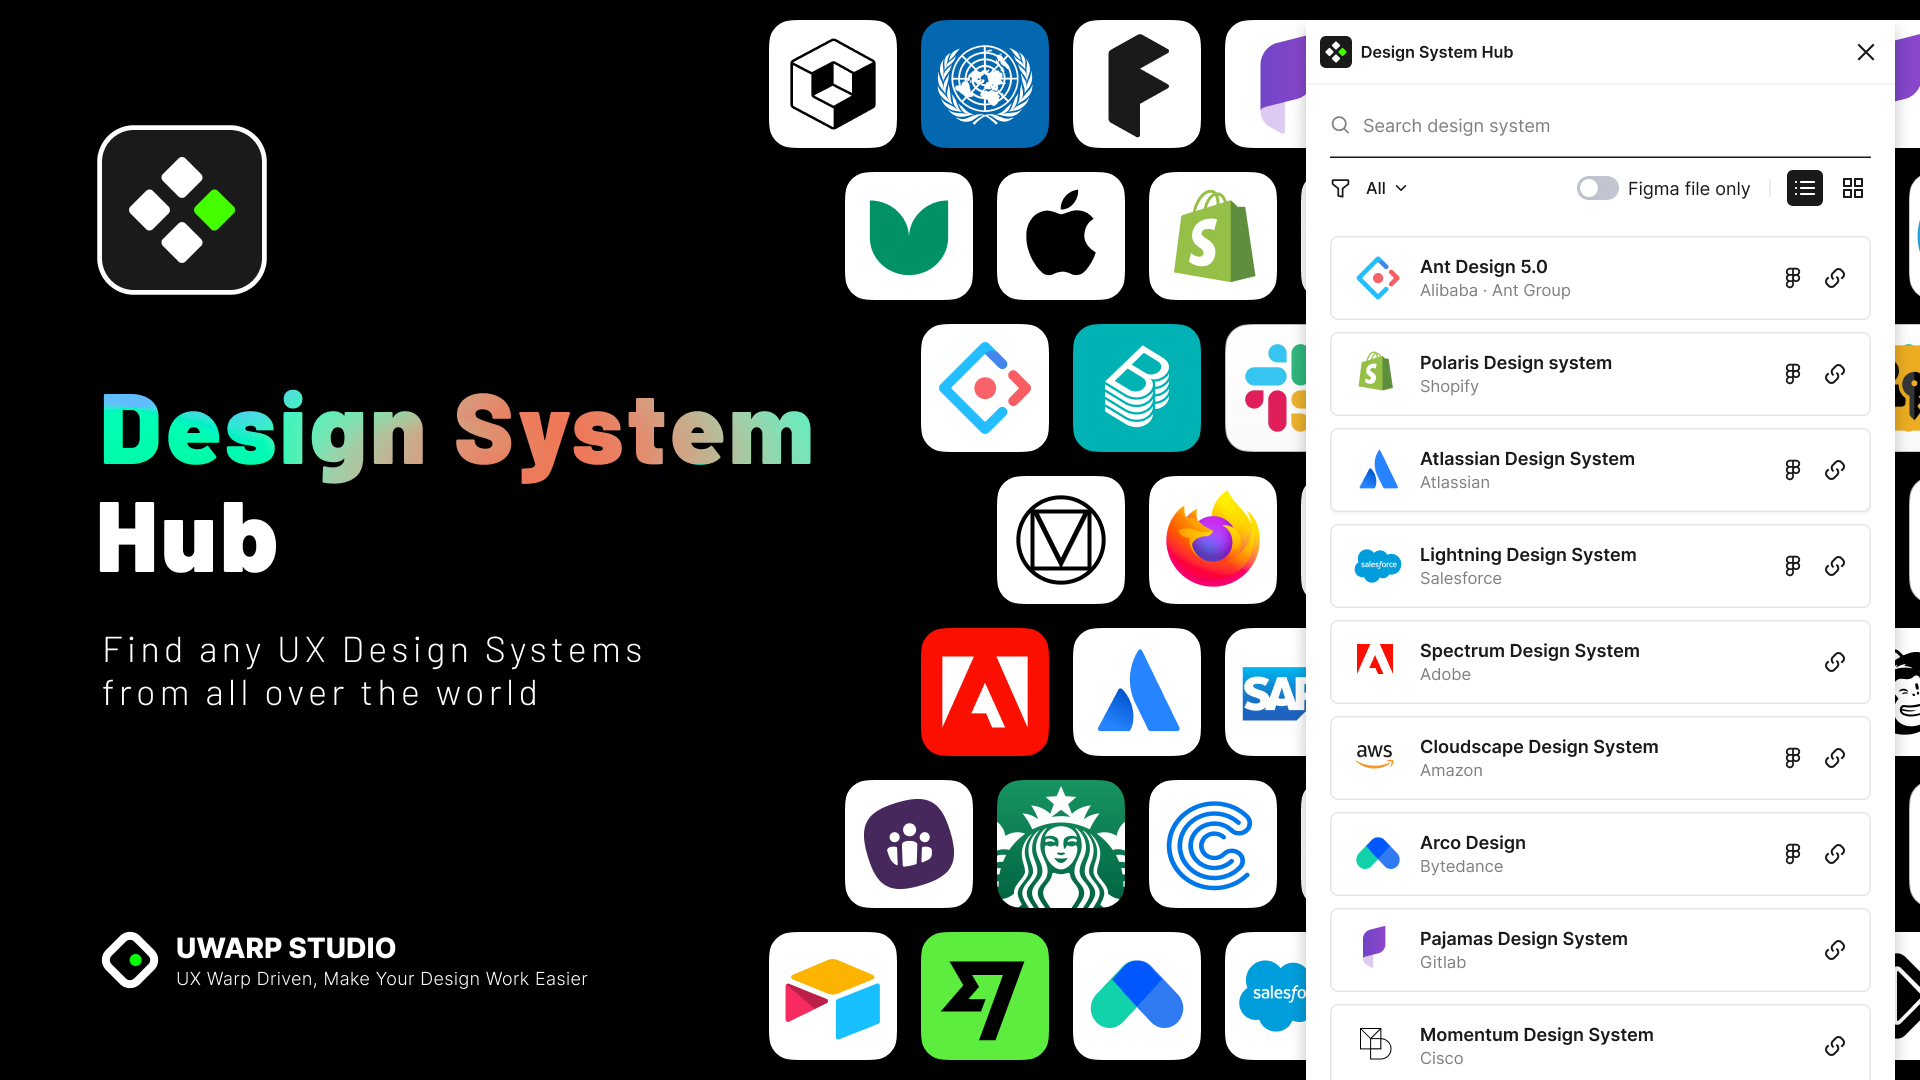 Design System
Hub
Find any UX Design Systems
from all over the world
UWARP STUDIO
UX Warp Driven, Make Your Design Work Easier
S
SAP
salesfo
Design System Hub
Search design system
All
Figma file only
Ant Design 5.0
Alibaba · Ant Group
S
Polaris Design system
Shopify
Atlassian Design System
Atlassian
salesforce
Lightning Design System
Salesforce
Spectrum Design System
Adobe
aws
Cloudscape Design System
Amazon
Arco Design
Bytedance
Pajamas Design System
Gitlab
Momentum Design System
Cisco